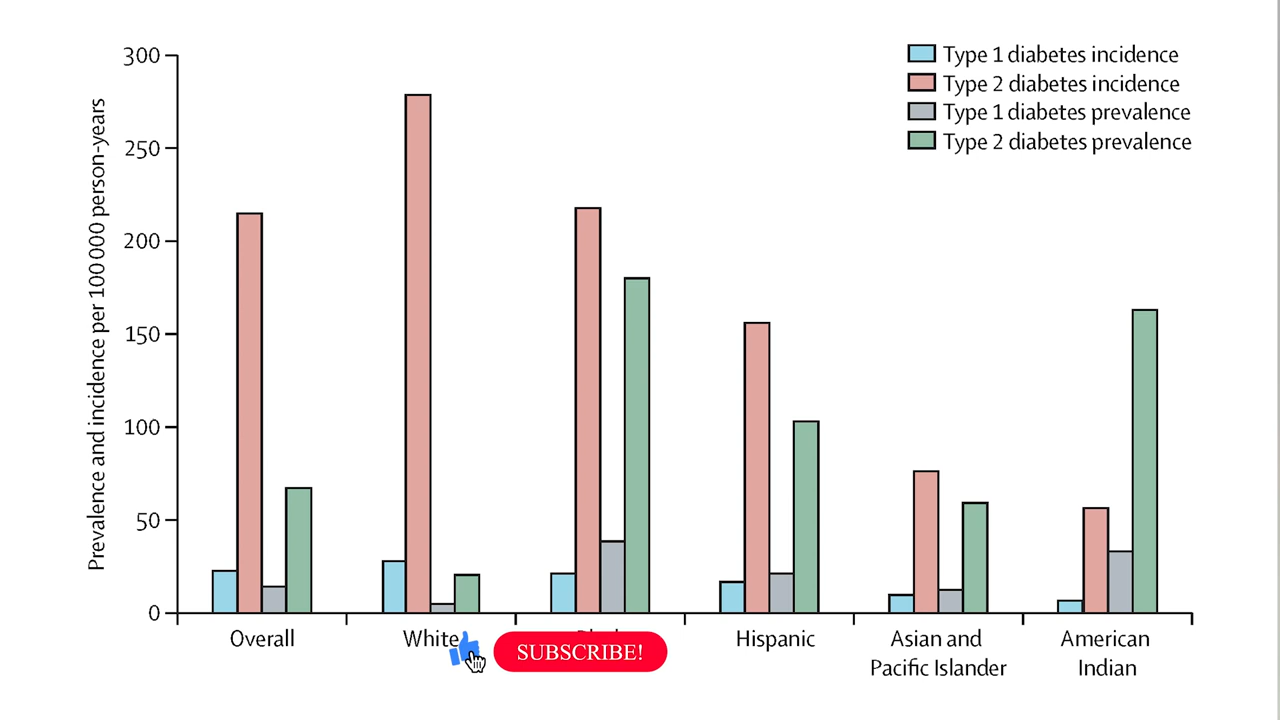 Prevalence and incidence per 100 000 person-years
300
250
200
150
100
50
0
Type 1 diabetes incidence
Type 2 diabetes incidence
Type 1 diabetes prevalence
Type 2 diabetes prevalence
Overall
White
Hispanic
Asian and
Pacific Islander
American
Indian
SUBSCRIBE!